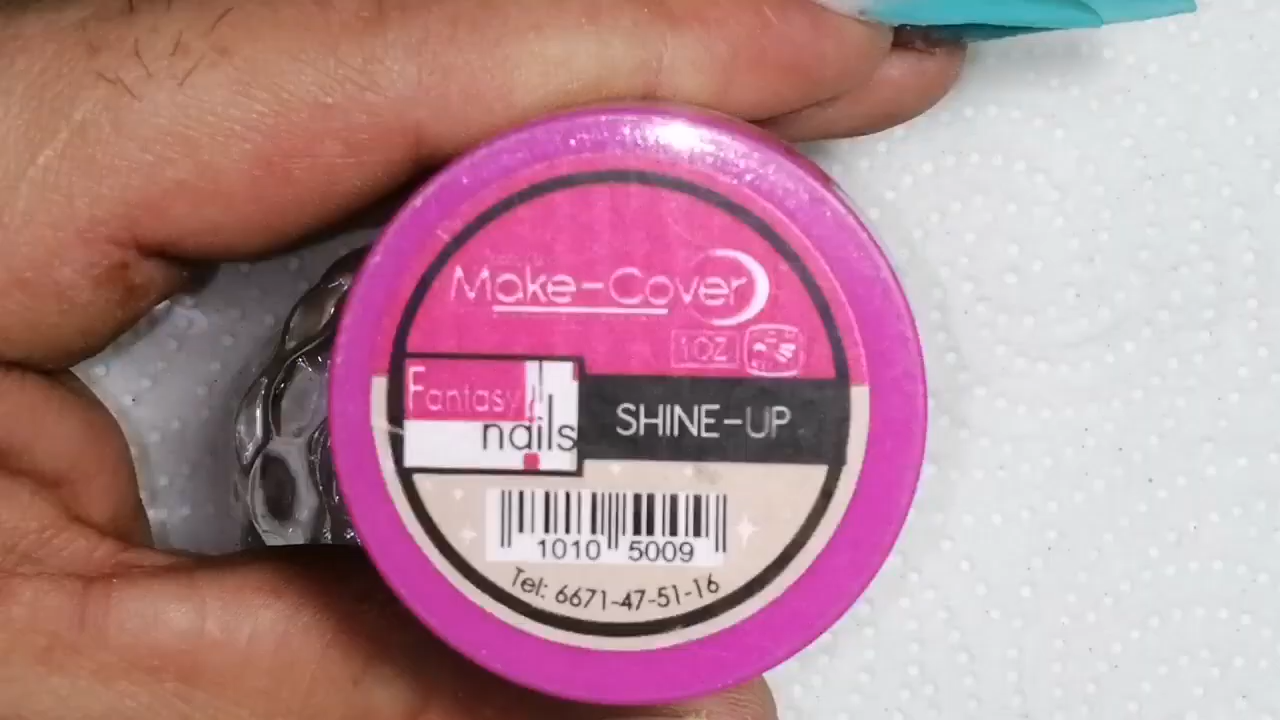 Make-Cover
1OZ
Fantasy
nails
SHINE-UP
1010 5009
Tel: 6671-47-51-16